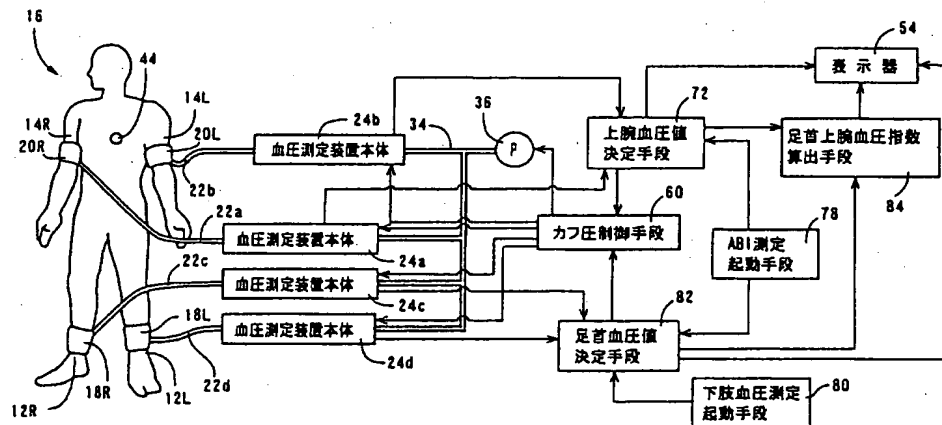 16
44
14R
14L
20R
20L
22b
24b
血圧測定装置本体
34
36
P
72
上腕血圧値
決定手段
54
表示器
足首上腕血圧指数
算出手段
84
22a
血圧測定装置本体
24a
60
カフ圧制御手段
78
ABI測定
起動手段
22c
血圧測定装置本体
24c
18L
血圧測定装置本体
24d
82
足首血圧値
決定手段
12R
18R
12L
22d
下肢血圧測定
起動手段
80